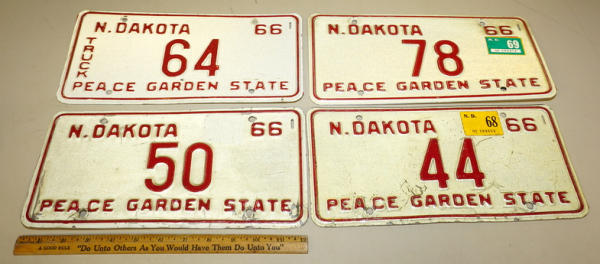 N. DAKOTA 66
TRUCK
64
PEACE GARDEN STATE
N. DAKOTA 66
N.D. 69
78
PEACE GARDEN STATE
N. DAKOTA 66
50
PEACE GARDEN STATE
N. DAKOTA 66
N.D. 68
44
PEACE GARDEN STATE
A GOOD RULE "Do Unto Others As You Would Have Them Do Unto You"